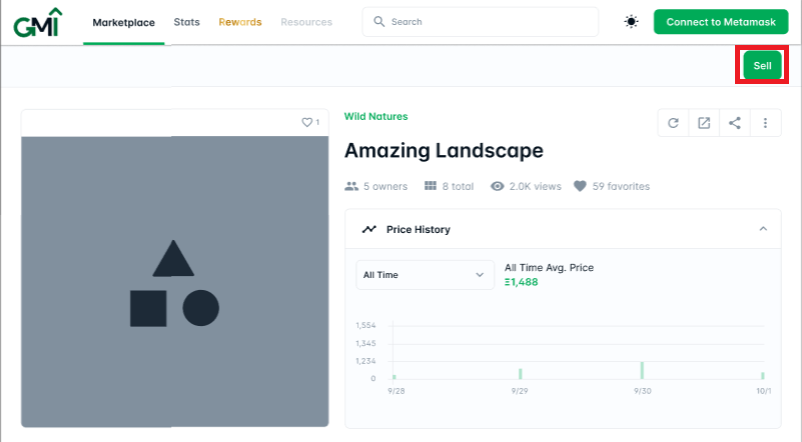 GMI
Marketplace Stats Rewords Resources Search Connect to Metamask
Sell
1
Wild Natures
Amazing Landscape
5 owners 8 total 2.0K views 59 favorites
Price History
All Time
All Time Avg. Price
Ξ1,488
1,554
1,345
1,234
0
9/28 9/29 9/30 10/1